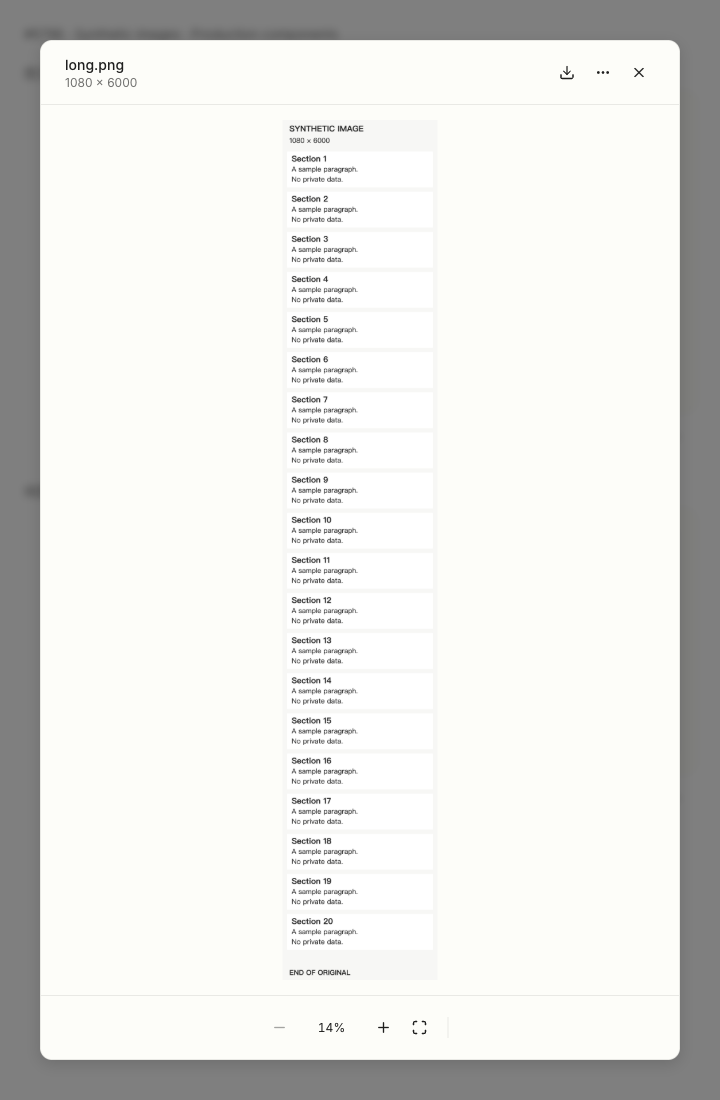 long.png
1080 × 6000
SYNTHETIC IMAGE
1080 × 6000
Section 1
A sample paragraph.
No private data.
Section 2
A sample paragraph.
No private data.
Section 3
A sample paragraph.
No private data.
Section 4
A sample paragraph.
No private data.
Section 5
A sample paragraph.
No private data.
Section 6
A sample paragraph.
No private data.
Section 7
A sample paragraph.
No private data.
Section 8
A sample paragraph.
No private data.
Section 9
A sample paragraph.
No private data.
Section 10
A sample paragraph.
No private data.
Section 11
A sample paragraph.
No private data.
Section 12
A sample paragraph.
No private data.
Section 13
A sample paragraph.
No private data.
Section 14
A sample paragraph.
No private data.
Section 15
A sample paragraph.
No private data.
Section 16
A sample paragraph.
No private data.
Section 17
A sample paragraph.
No private data.
Section 18
A sample paragraph.
No private data.
Section 19
A sample paragraph.
No private data.
Section 20
A sample paragraph.
No private data.
END OF ORIGINAL
14%